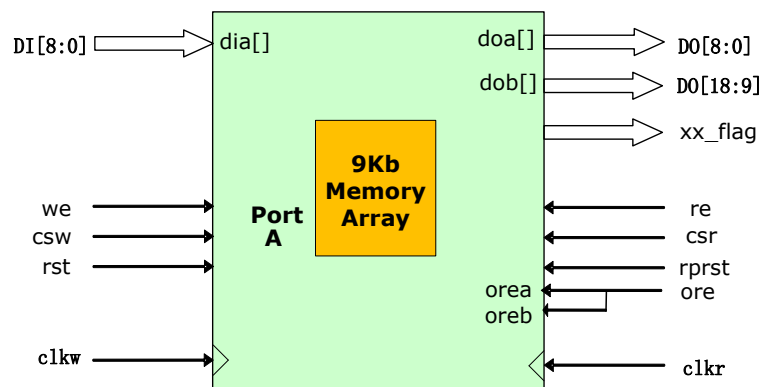 DI[8:0]
dia[]
doa[]
DO[8:0]
dob[]
DO[18:9]
xx_flag
9Kb
Memory
Array
Port
A
we
csw
rst
re
csr
rprst
orea
ore
oreb
clkw
clkr